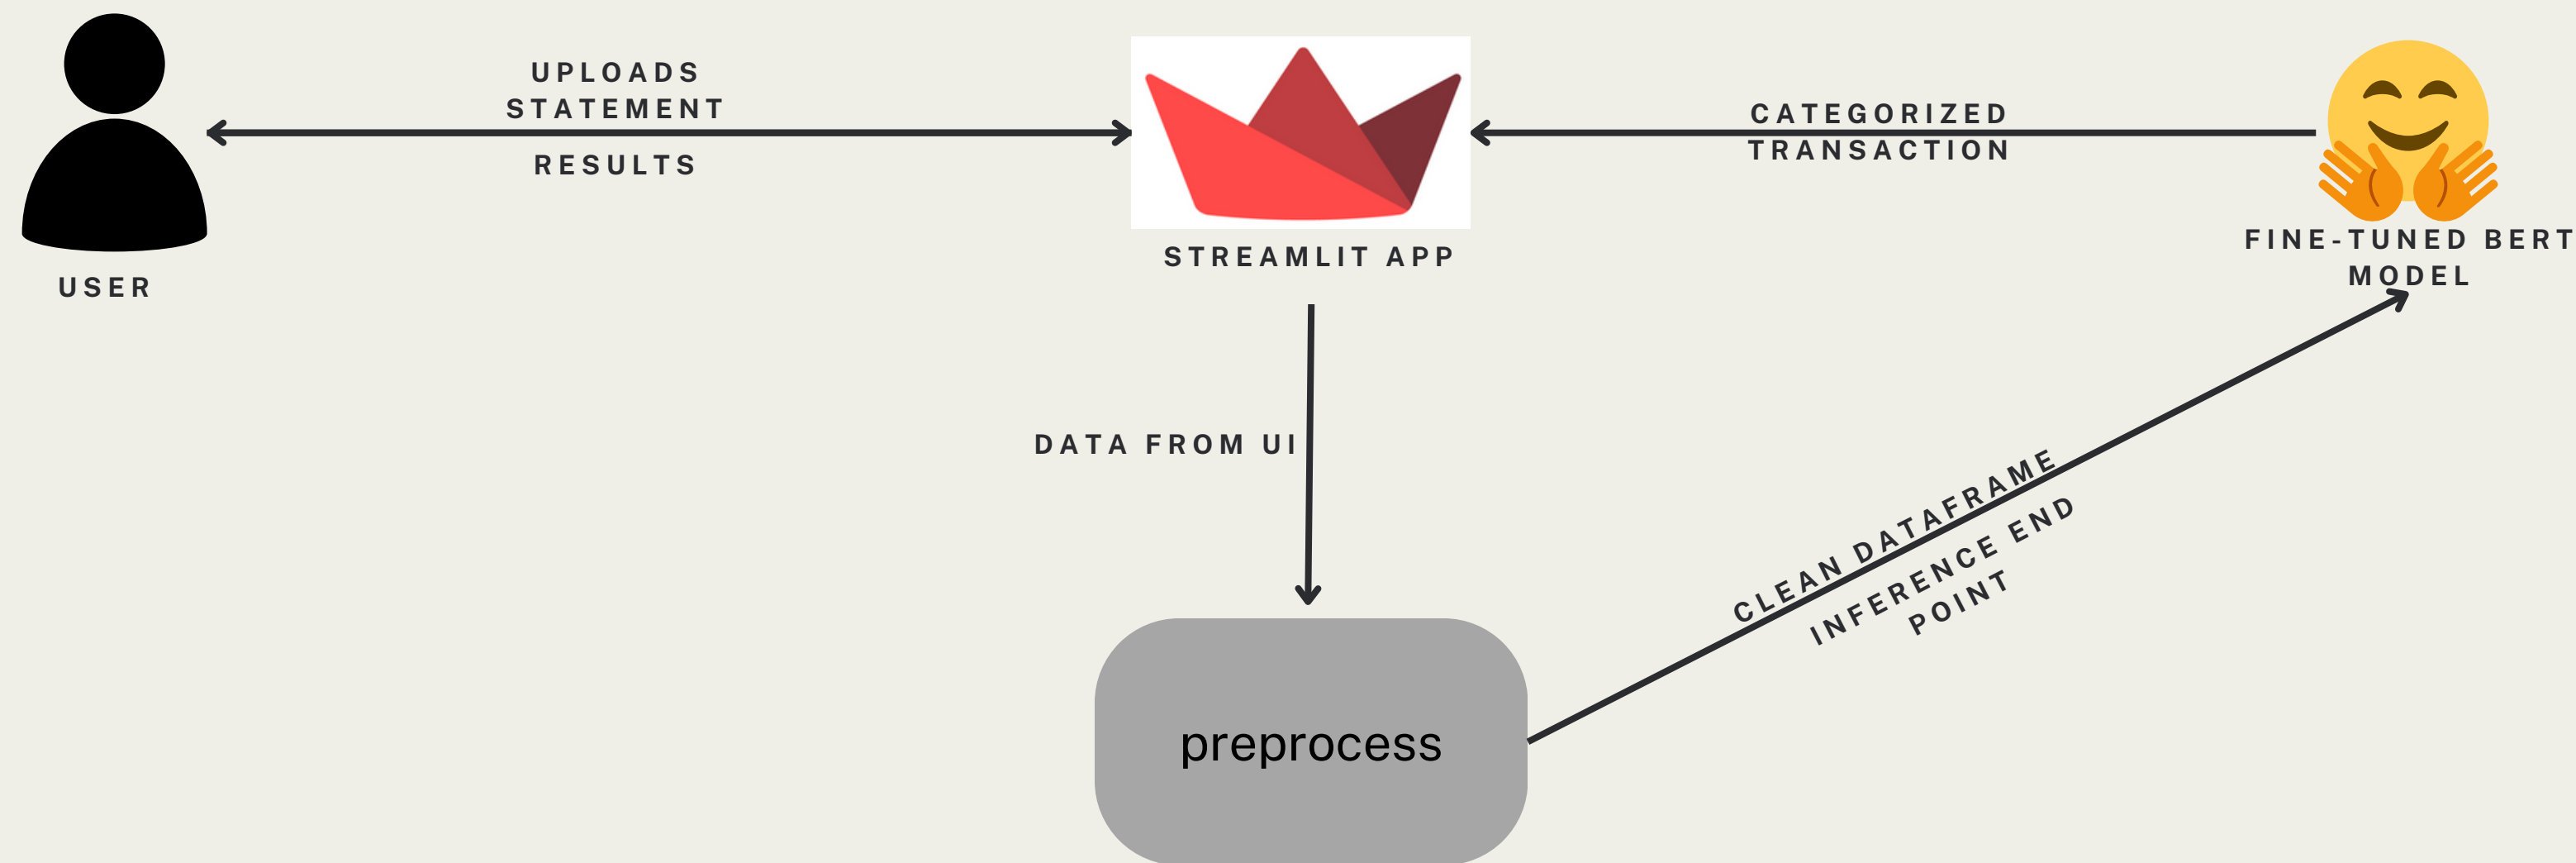 UPLOADS
STATEMENT
RESULTS
USER
STREAMLIT APP
CATEGORIZED
TRANSACTION
FINE-TUNED BERT
MODEL
DATA FROM UI
CLEAN DATAFRAME
INFERENCE END
POINT
preprocess